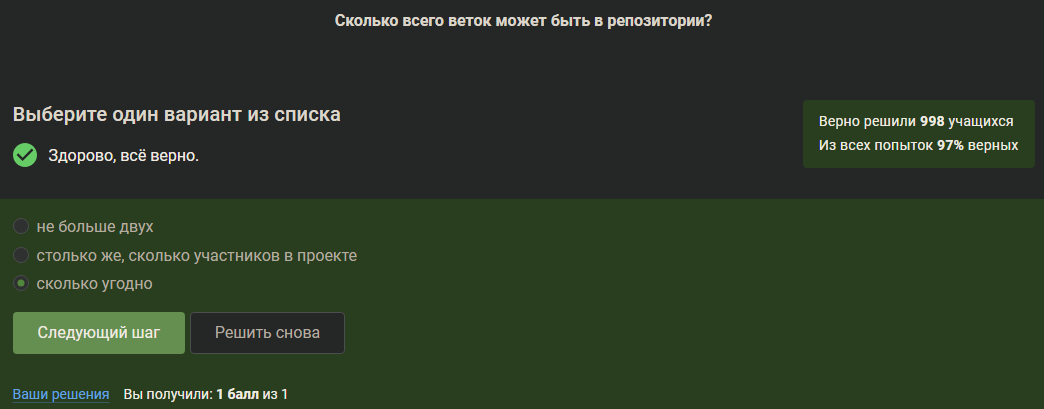 Сколько всего веток может быть в репозитории?
Выберите один вариант из списка
Здорово, всё верно.
Верно решили 998 учащихся
Из всех попыток 97% верных
не больше двух
столько же, сколько участников в проекте
сколько угодно
Следующий шаг
Решить снова
Ваши решения Вы получили: 1 балл из 1